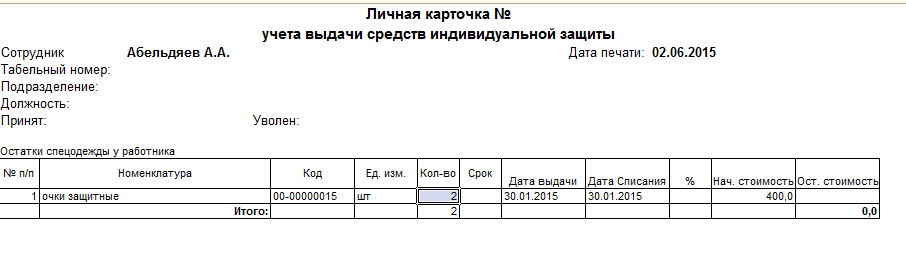 Личная карточка №
учета выдачи средств индивидуальной защиты
Сотрудник Абельдяев А.А. Дата печати: 02.06.2015
Табельный номер:
Подразделение:
Должность:
Принят: Уволен:
Остатки спецодежды у работника
№ п/п Номенклатура Код Ед. изм. Кол-во Срок Дата выдачи Дата Списания % Нач. стоимость Ост. стоимость
1 очки защитные 00-00000015 шт 2 30.01.2015 30.01.2015 400,0
Итого: 2 0,0